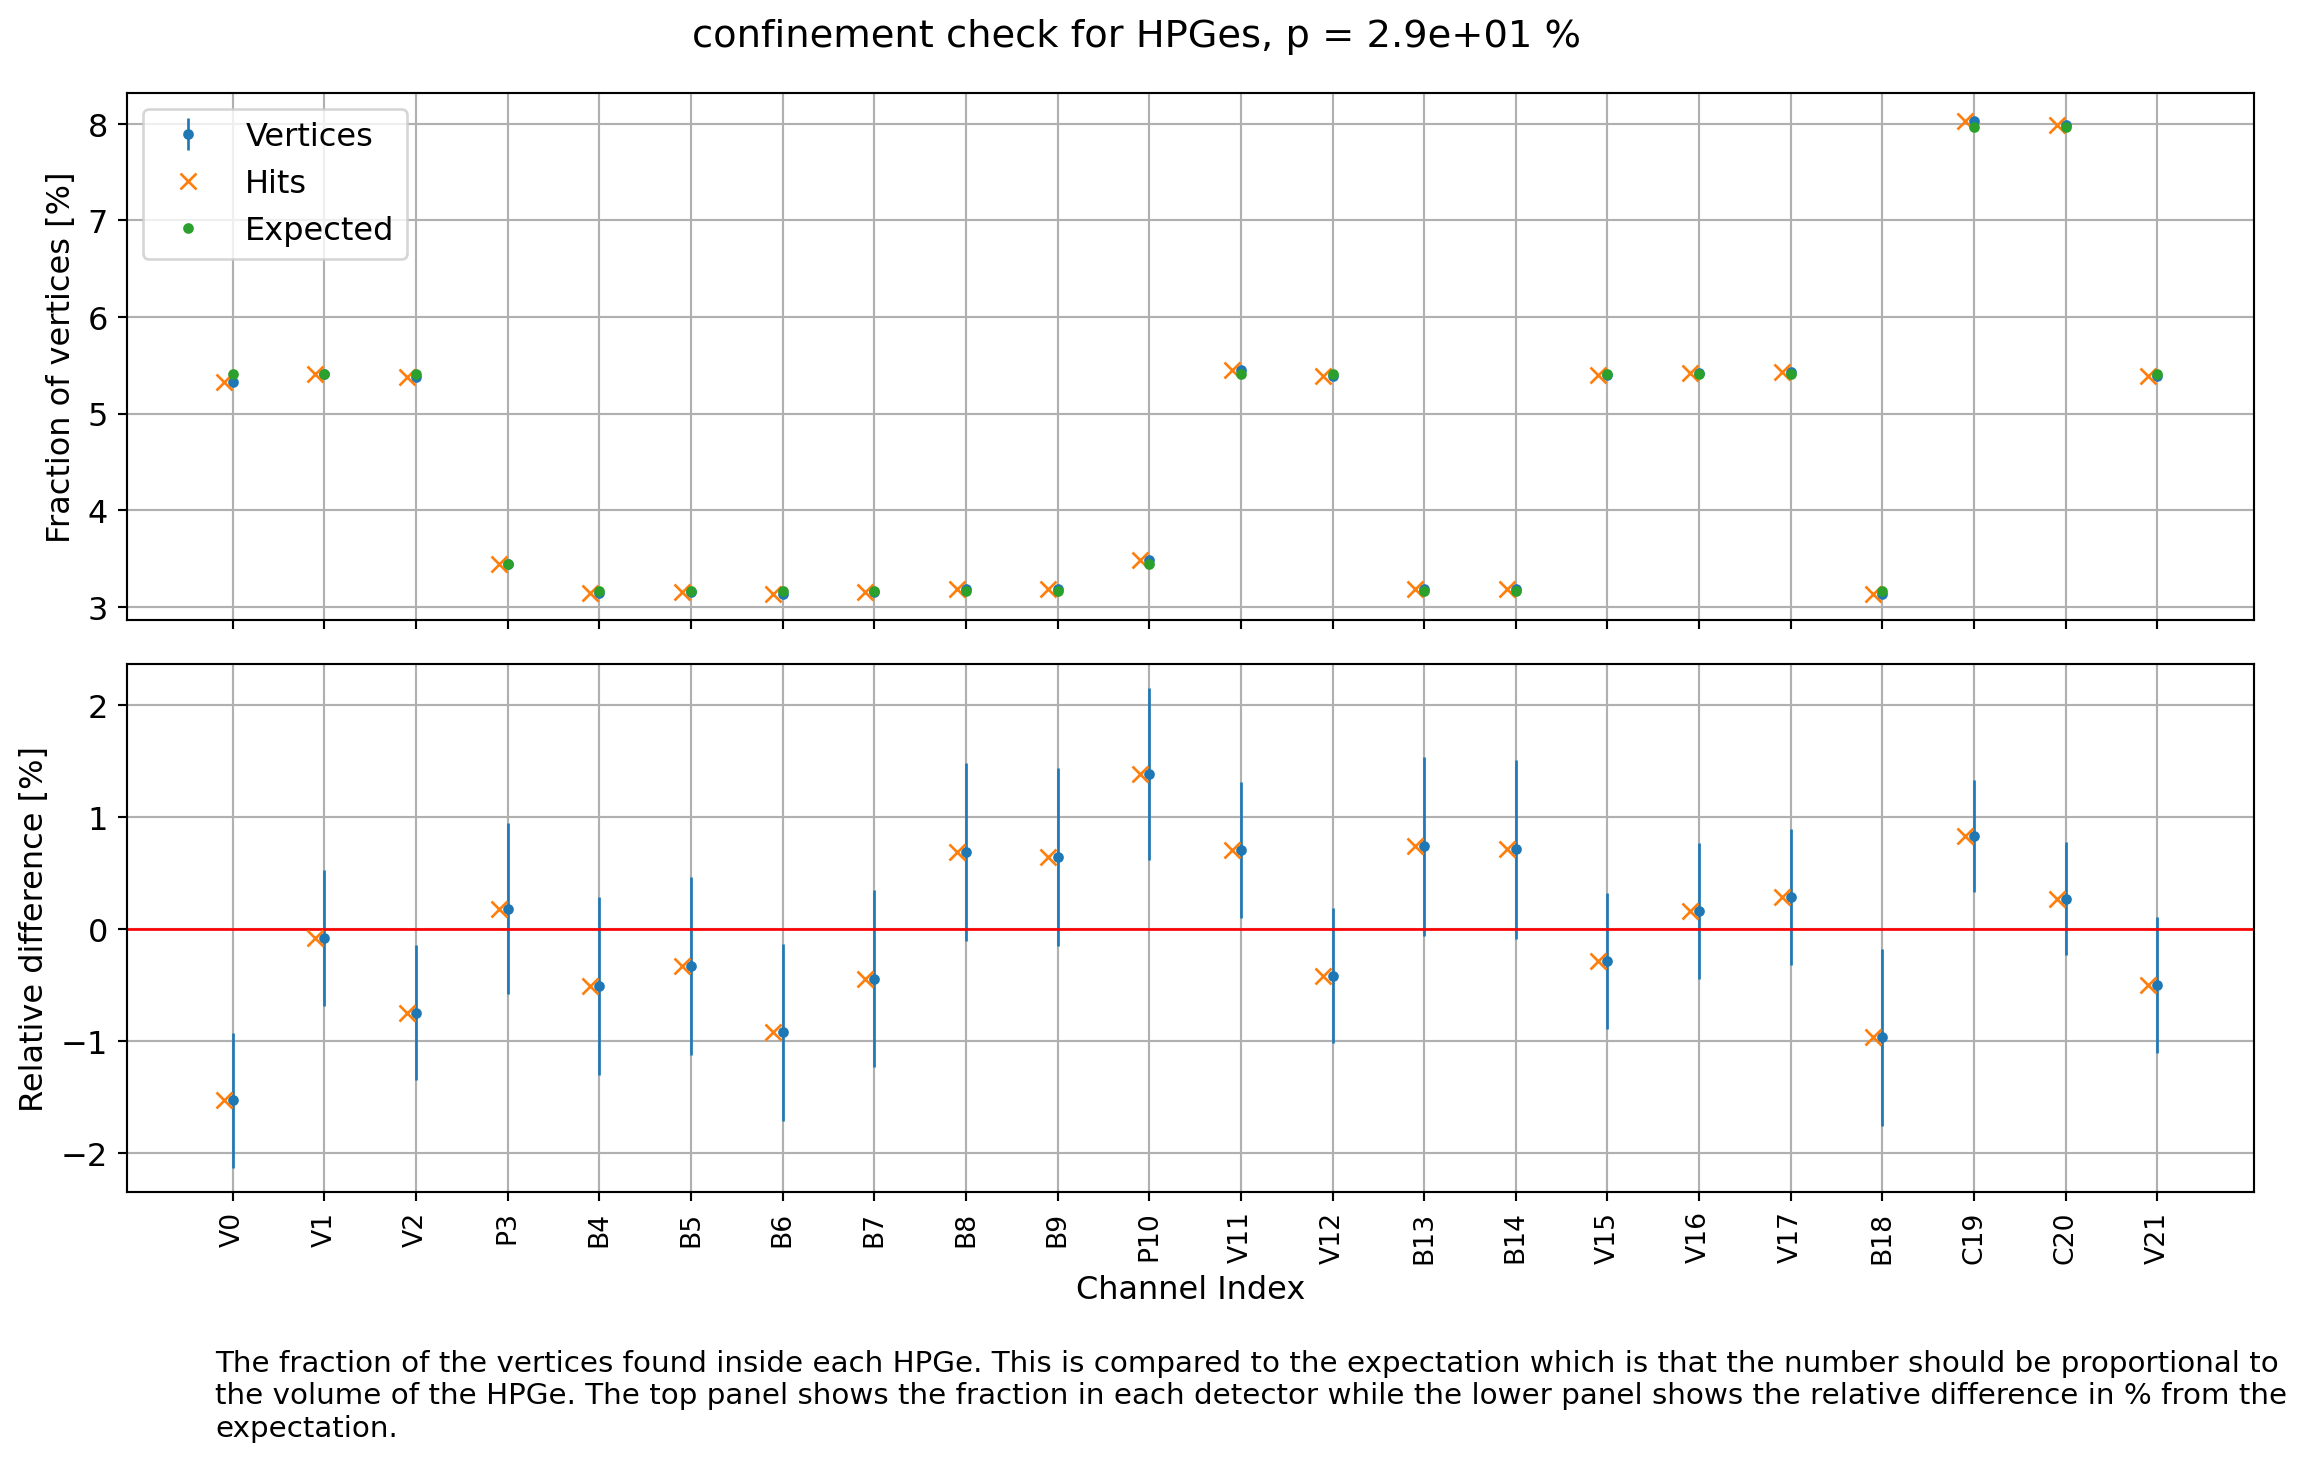 confinement check for HPGes, p = 2.9e+01 %
Fraction of vertices [%]
8
7
6
5
4
3
Vertices
Hits
Expected
Relative difference [%]
2
1
0
−1
−2
V0 V1 V2 P3 B4 B5 B6 B7 B8 B9 P10 V11 V12 B13 B14 V15 V16 V17 B18 C19 C20 V21
Channel Index
The fraction of the vertices found inside each HPGe. This is compared to the expectation which is that the number should be proportional to
the volume of the HPGe. The top panel shows the fraction in each detector while the lower panel shows the relative difference in % from the
expectation.